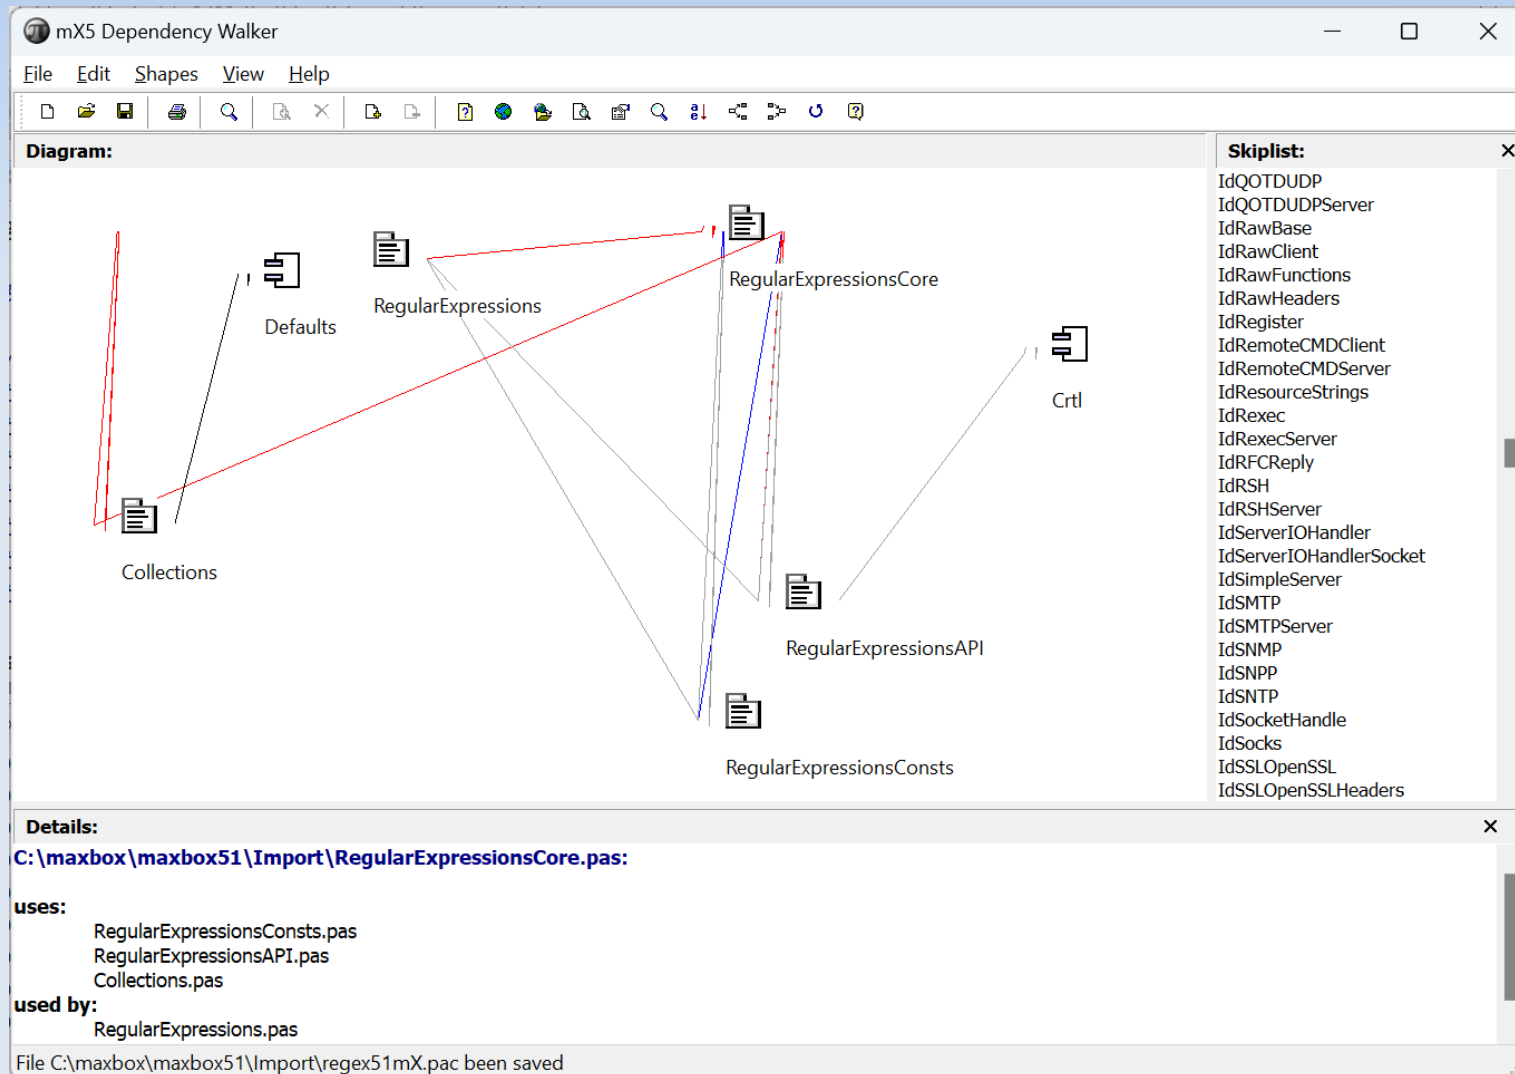 mX5 Dependency Walker
File Edit Shapes View Help
Diagram:
Defaults
RegularExpressions
RegularExpressionsCore
Crtl
Collections
RegularExpressionsAPI
RegularExpressionsConsts
Skiplist:
IdQOTDUDP
IdQOTDUDPServer
IdRawBase
IdRawClient
IdRawFunctions
IdRawHeaders
IdRegister
IdRemoteCMDClient
IdRemoteCMDServer
IdResourceStrings
IdRexec
IdRexecServer
IdRFCReply
IdRSH
IdRSHServer
IdServerIOHandler
IdServerIOHandlerSocket
IdSimpleServer
IdSMTP
IdSMTPServer
IdSNMP
IdSNPP
IdSNTP
IdSocketHandle
IdSocks
IdSSLOpenSSL
IdSSLOpenSSLHeaders
Details:
C:\maxbox\maxbox51\Import\RegularExpressionsCore.pas:
uses:
RegularExpressionsConsts.pas
RegularExpressionsAPI.pas
Collections.pas
used by:
RegularExpressions.pas
File C:\maxbox\maxbox51\Import\regex51mX.pac been saved